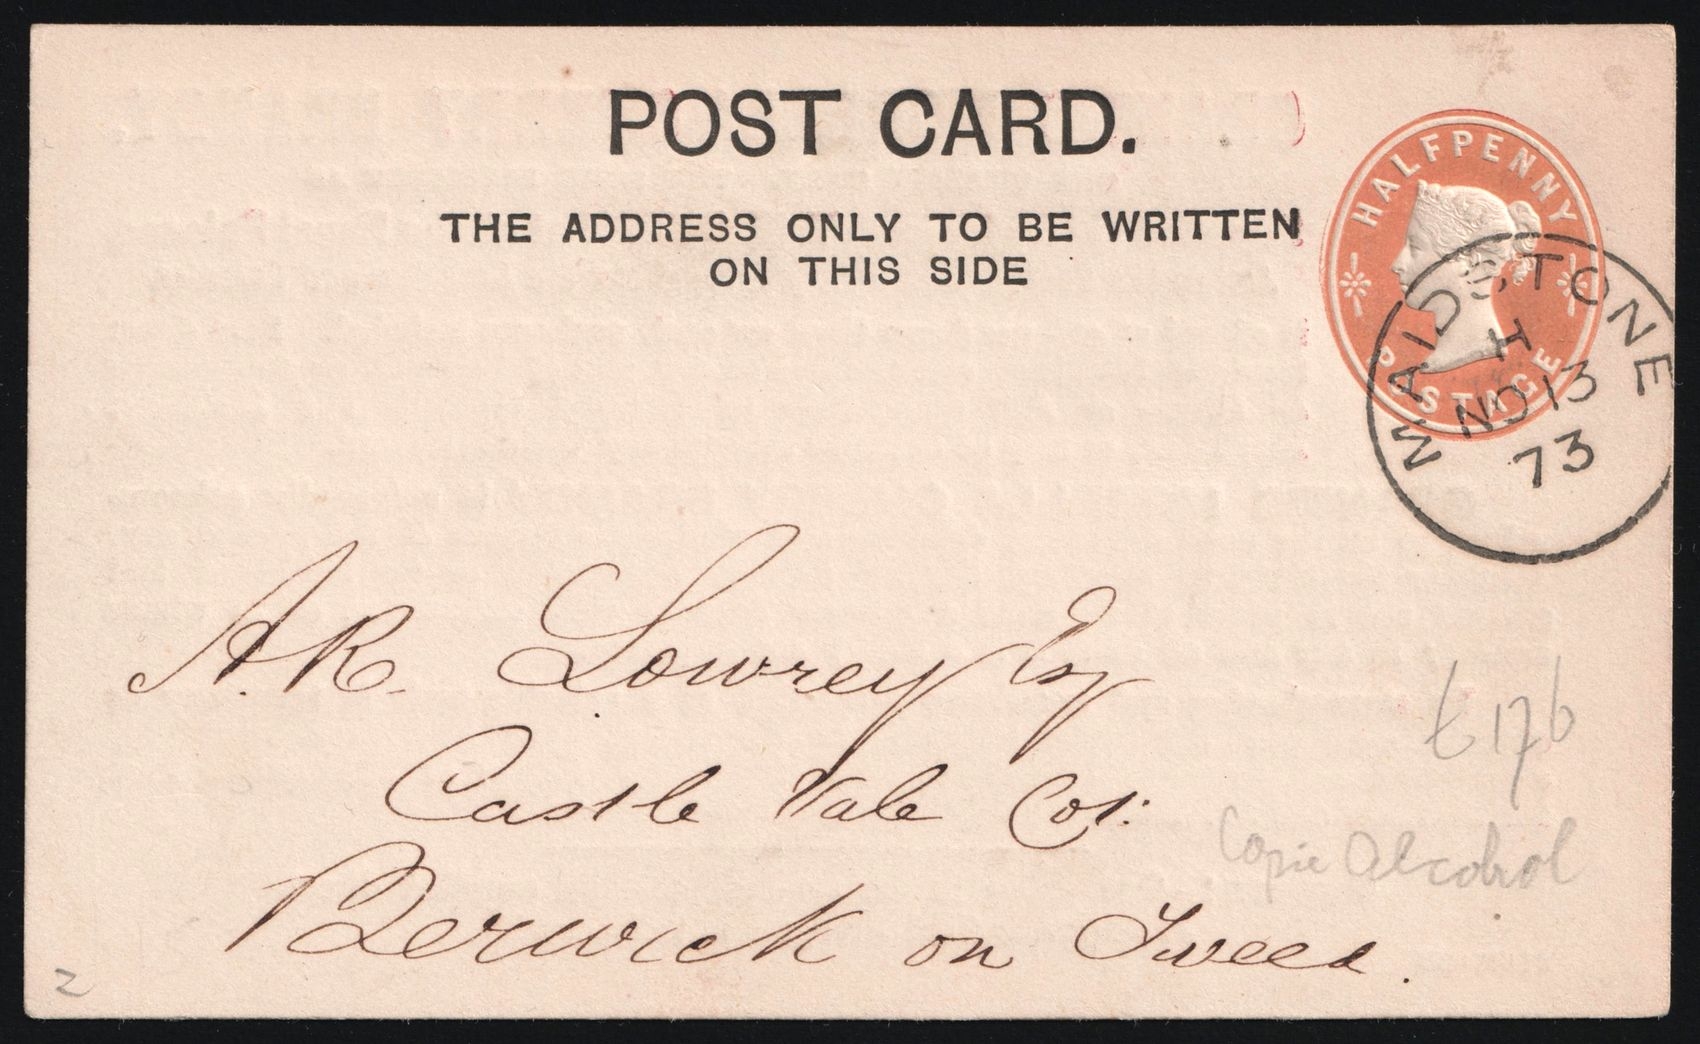 POST CARD.
THE ADDRESS ONLY TO BE WRITTEN
ON THIS SIDE
HALFPENNY
POSTAGE
MAIDSTONE
H
NO 13
73
A.R. Lowrey Esq
Castle Vale Cot:
Berwick on Tweed.
Copie Alcohol
2